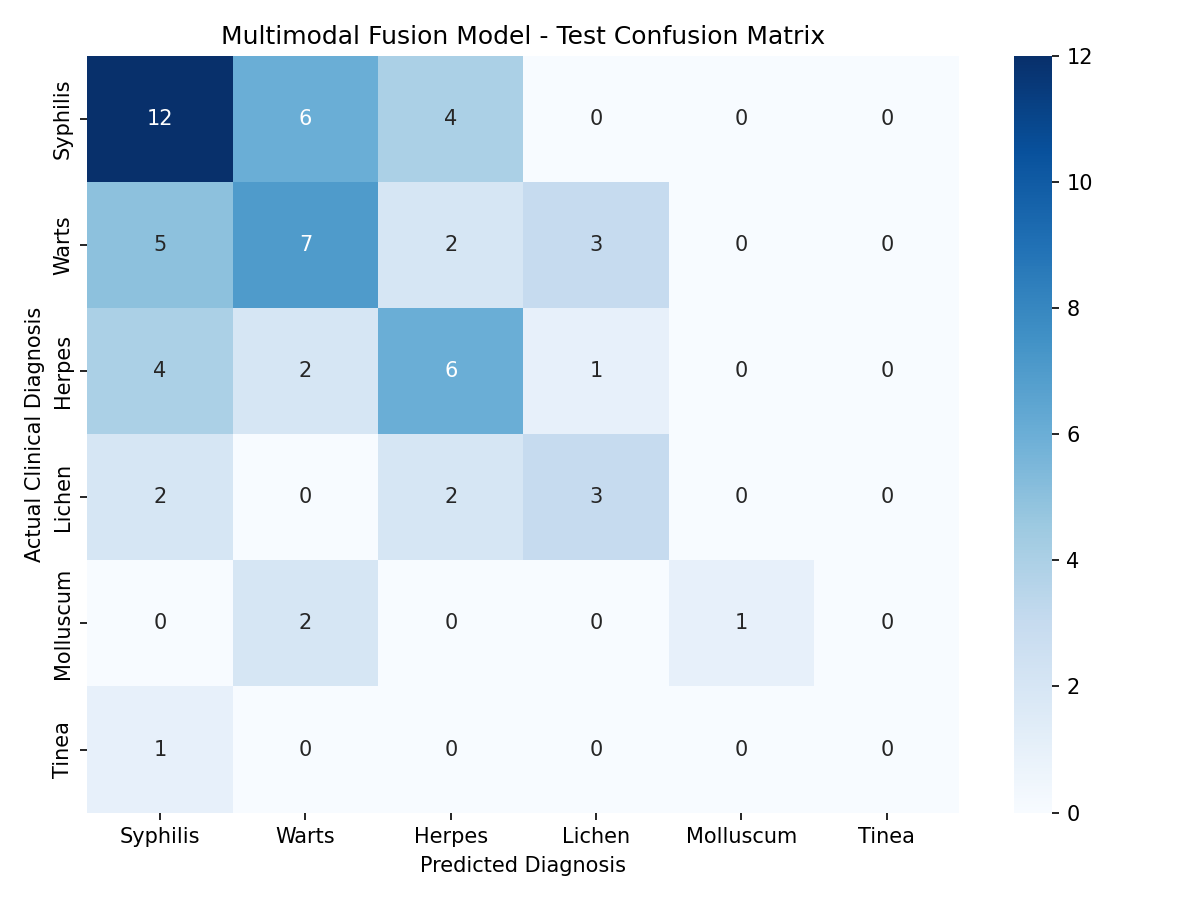 Multimodal Fusion Model - Test Confusion Matrix
Actual Clinical Diagnosis
Syphilis 12 6 4 0 0 0
Warts 5 7 2 3 0 0
Herpes 4 2 6 1 0 0
Lichen 2 0 2 3 0 0
Molluscum 0 2 0 0 1 0
Tinea 1 0 0 0 0 0
Syphilis Warts Herpes Lichen Molluscum Tinea
Predicted Diagnosis
12
10
8
6
4
2
0